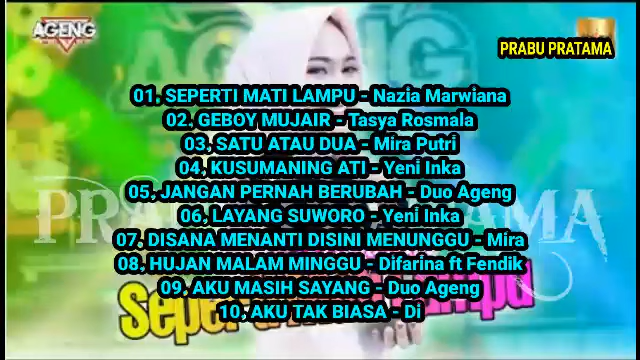 AGENG
PRABU PRATAMA
01, SEPERTI MATI LAMPU - Nazia Marwiana
02, GEBOY MUJAIR - Tasya Rosmala
03, SATU ATAU DUA - Mira Putri
04, KUSUMANING ATI - Yeni Inka
05, JANGAN PERNAH BERUBAH - Duo Ageng
06, LAYANG SUWORO - Yeni Inka
07, DISANA MENANTI DISINI MENUNGGU - Mira
08, HUJAN MALAM MINGGU - Difarina ft Fendik
09, AKU MASIH SAYANG - Duo Ageng
10, AKU TAK BIASA - Di